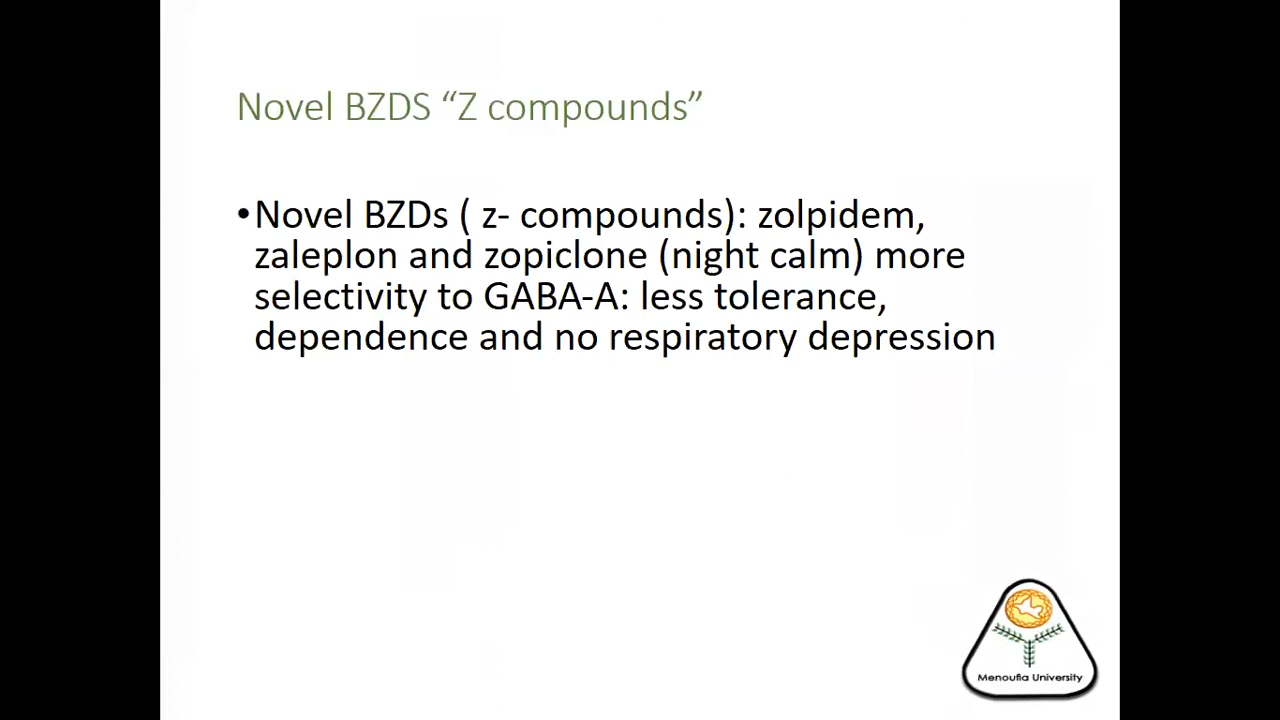 Novel BZDS “Z compounds”
•Novel BZDs ( z- compounds): zolpidem,
zaleplon and zopiclone (night calm) more
selectivity to GABA-A: less tolerance,
dependence and no respiratory depression
Menoufia University